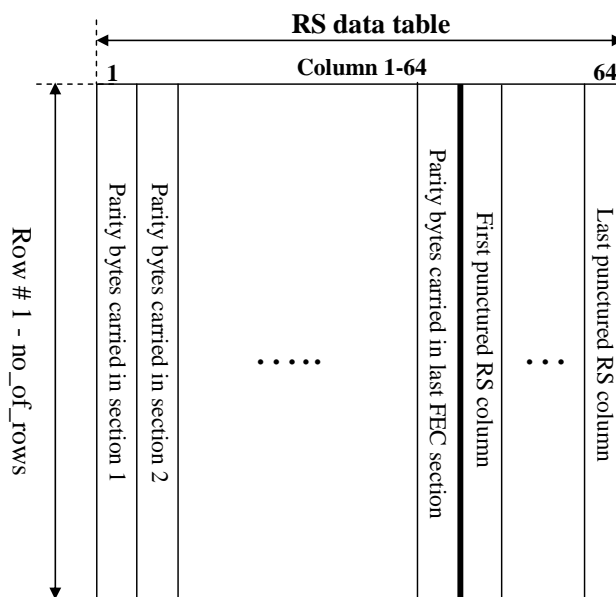 RS data table
1
Column 1-64
64
Row # 1 - no_of_rows
Parity bytes carried in section 1
Parity bytes carried in section 2
.....
Parity bytes carried in last FEC section
First punctured RS column
...
Last punctured RS column